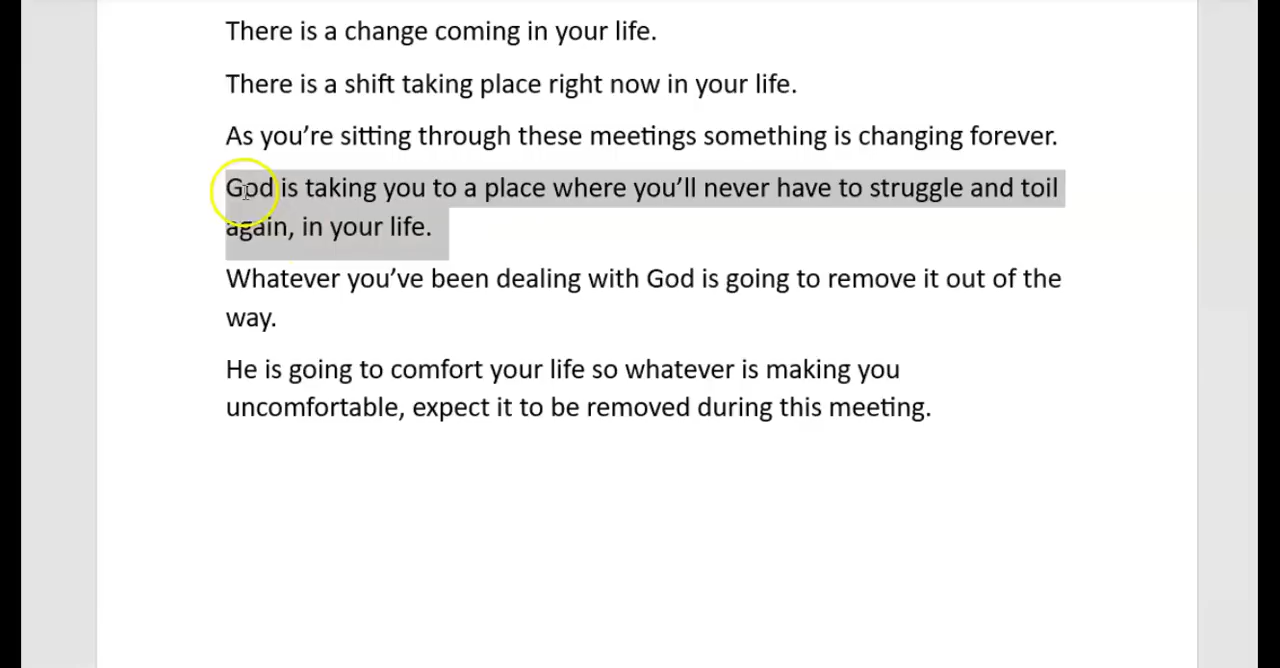 There is a change coming in your life.
There is a shift taking place right now in your life.
As you’re sitting through these meetings something is changing forever.
God is taking you to a place where you’ll never have to struggle and toil
again, in your life.
Whatever you’ve been dealing with God is going to remove it out of the
way.
He is going to comfort your life so whatever is making you
uncomfortable, expect it to be removed during this meeting.